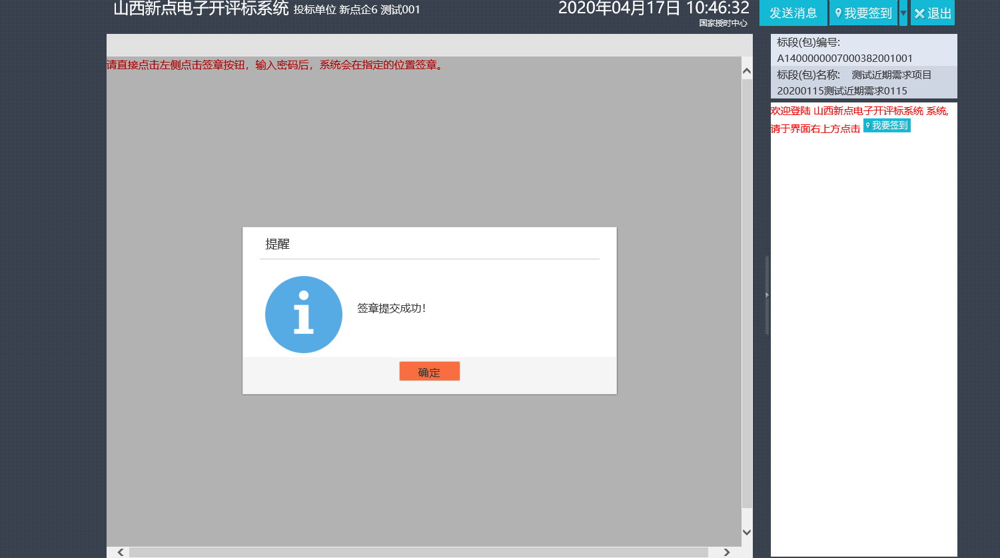 山西新点电子开评标系统 投标单位 新点企6 测试001
2020年04月17日 10:46:32
国家授时中心
发送消息
我要签到
退出
请直接点击左侧点击签章按钮，输入密码后，系统会在指定的位置签章。
提醒
签章提交成功！
确定
标段(包)编号:
A1400000007000382001001
标段(包)名称: 测试近期需求项目
20200115测试近期需求0115
欢迎登陆 山西新点电子开评标系统 系统,
请于界面右上方点击 我要签到